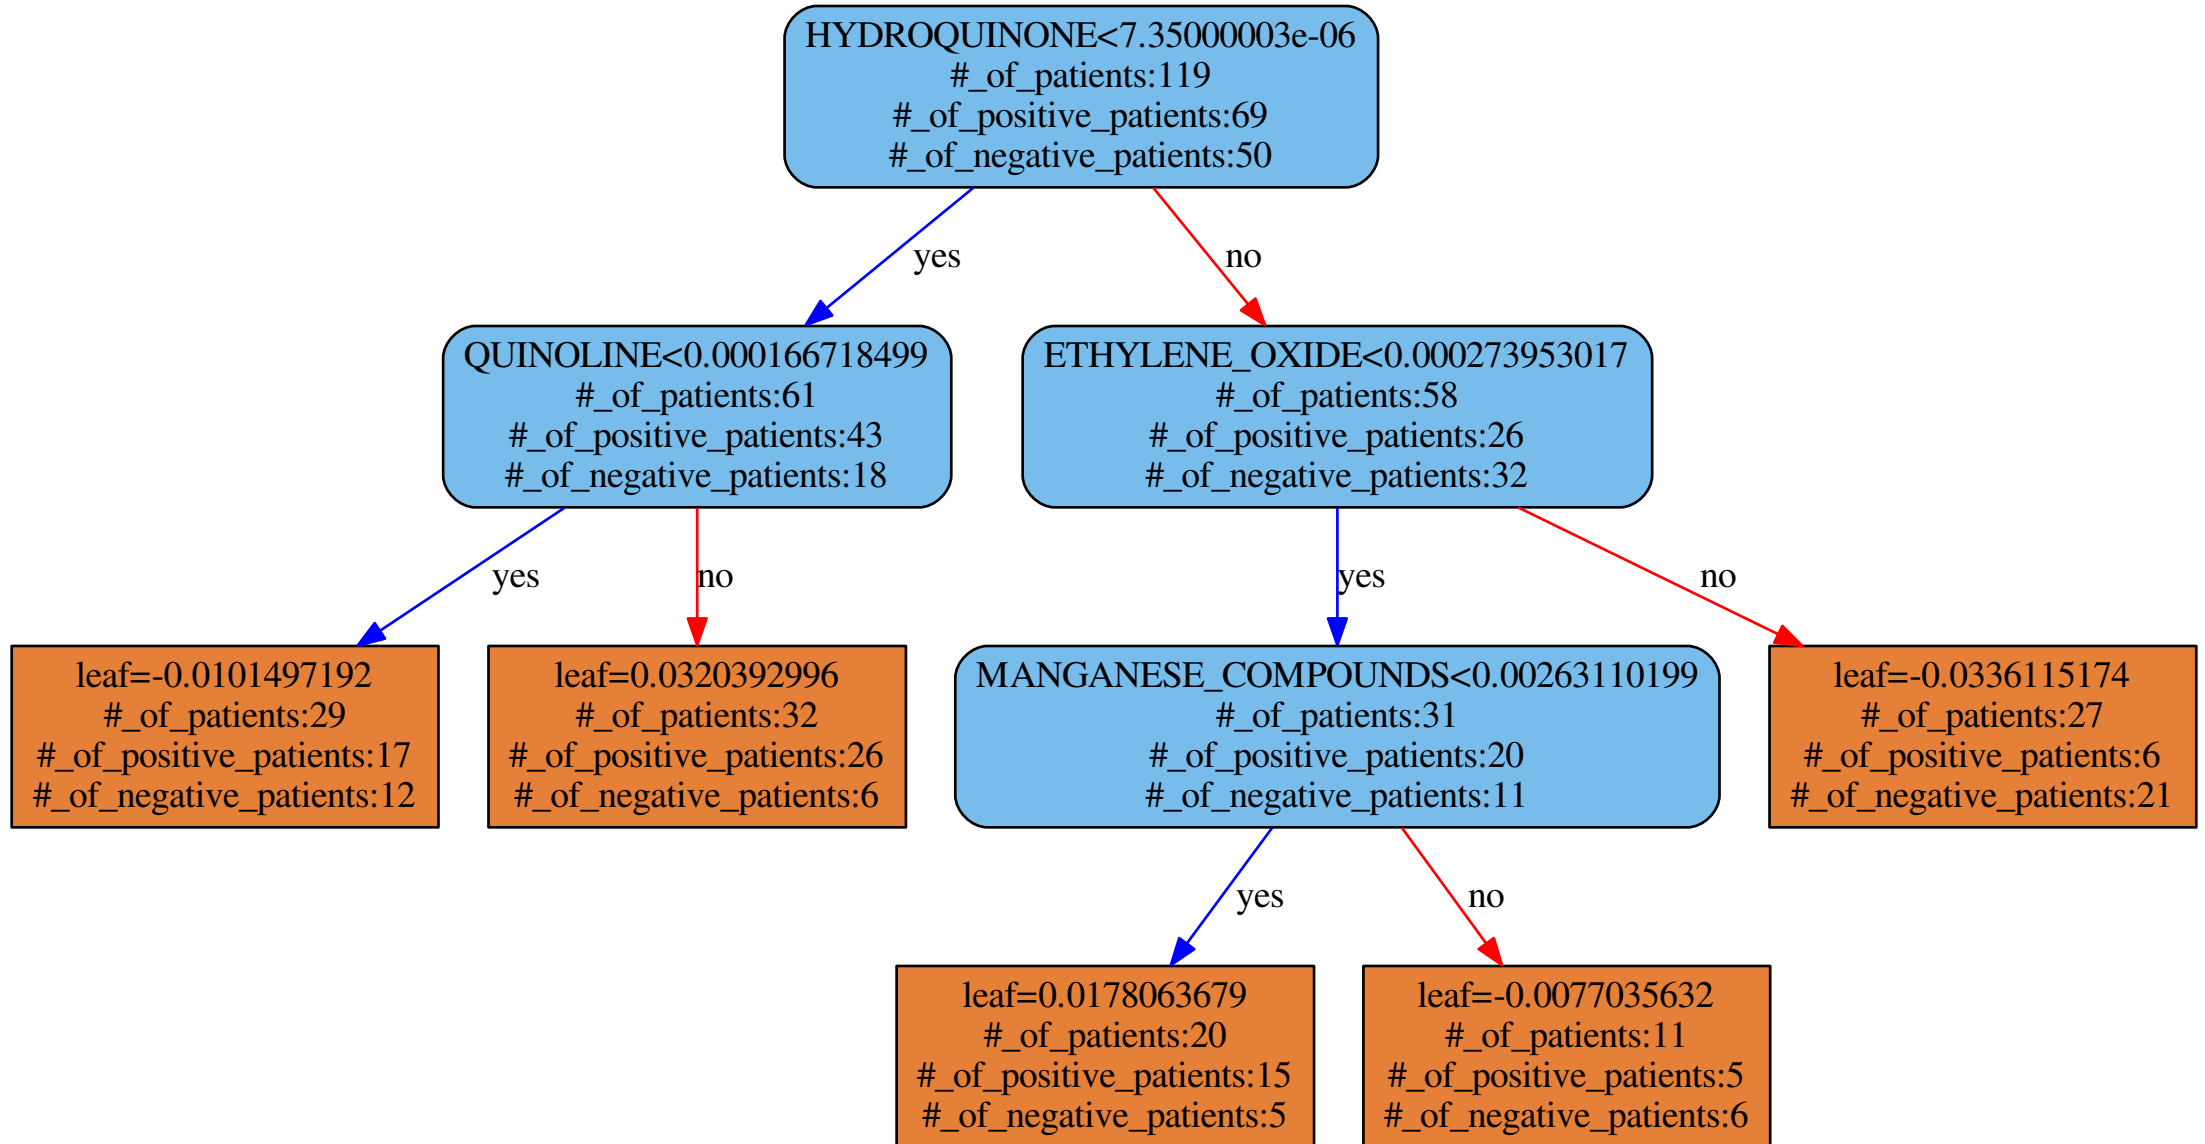 HYDROQUINONE<7.35000003e-06
#_of_patients:119
#_of_positive_patients:69
#_of_negative_patients:50
yes
no
QUINOLINE<0.000166718499
#_of_patients:61
#_of_positive_patients:43
#_of_negative_patients:18
ETHYLENE_OXIDE<0.000273953017
#_of_patients:58
#_of_positive_patients:26
#_of_negative_patients:32
yes
no
yes
no
leaf=-0.0101497192
#_of_patients:29
#_of_positive_patients:17
#_of_negative_patients:12
leaf=0.0320392996
#_of_patients:32
#_of_positive_patients:26
#_of_negative_patients:6
MANGANESE_COMPOUNDS<0.00263110199
#_of_patients:31
#_of_positive_patients:20
#_of_negative_patients:11
leaf=-0.0336115174
#_of_patients:27
#_of_positive_patients:6
#_of_negative_patients:21
yes
no
leaf=0.0178063679
#_of_patients:20
#_of_positive_patients:15
#_of_negative_patients:5
leaf=-0.0077035632
#_of_patients:11
#_of_positive_patients:5
#_of_negative_patients:6